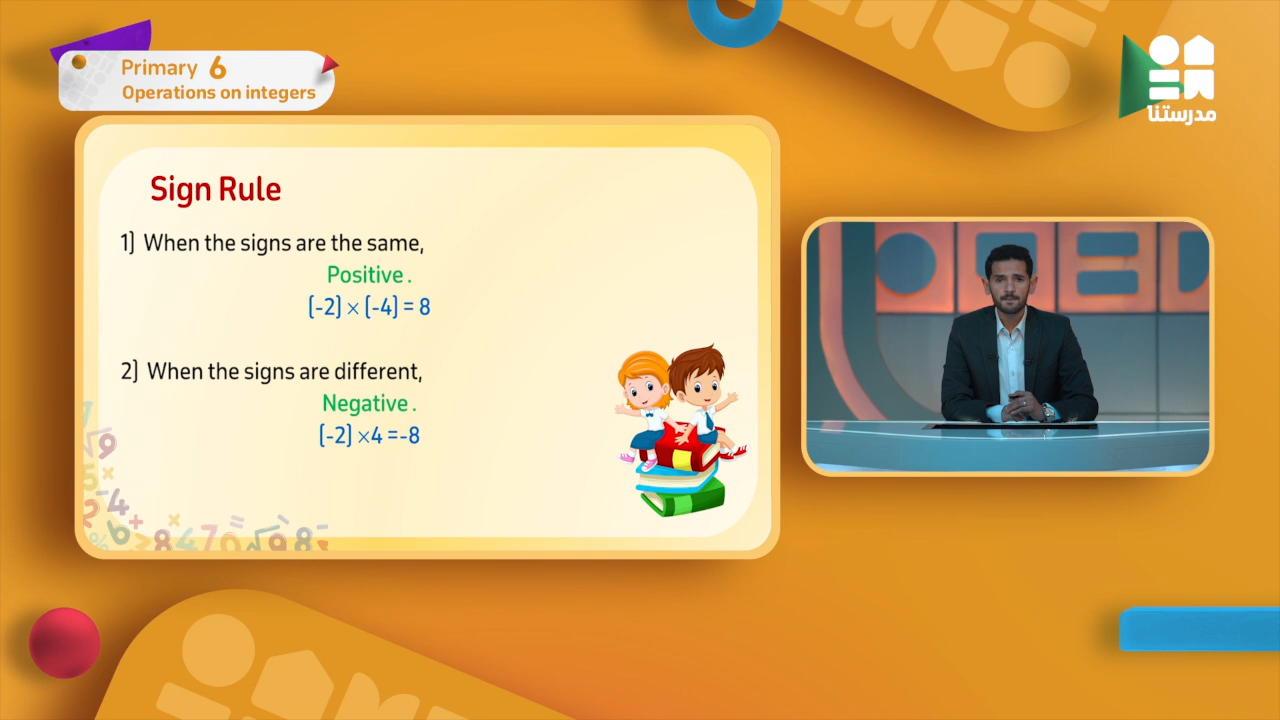 Primary 6
Operations on integers
مدرستنا
Sign Rule
1) When the signs are the same,
Positive .
(-2) × (-4) = 8
2) When the signs are different,
Negative .
(-2) ×4 =-8